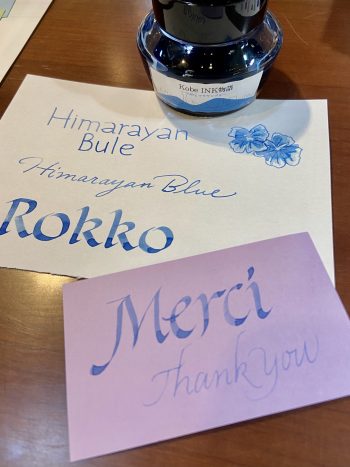 Kobe INK物語
Himarayan
Bule
Himarayan Blue
Rokko
Merci
Thank You